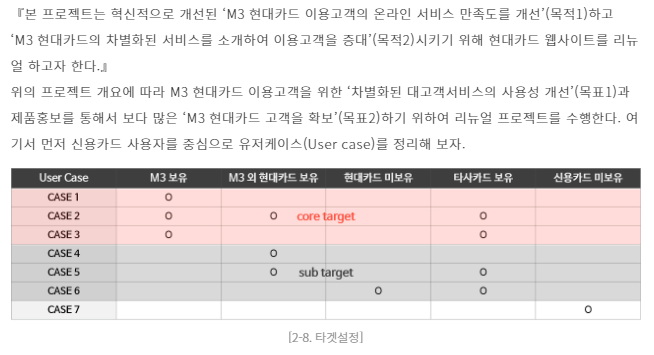 『본 프로젝트는 혁신적으로 개선된 ‘M3 현대카드 이용고객의 온라인 서비스 만족도를 개선’(목적1)하고
‘M3 현대카드의 차별화된 서비스를 소개하여 이용고객을 증대’(목적2)시키기 위해 현대카드 웹사이트를 리뉴
얼 하고자 한다.』
위의 프로젝트 개요에 따라 M3 현대카드 이용고객을 위한 ‘차별화된 대고객서비스의 사용성 개선’(목표1)과
제품홍보를 통해서 보다 많은 ‘M3 현대카드 고객을 확보’(목표2)하기 위하여 리뉴얼 프로젝트를 수행한다. 여
기서 먼저 신용카드 사용자를 중심으로 유저케이스(User case)를 정리해 보자.
User Case M3 보유 M3 외 현대카드 보유 현대카드 미보유 타사카드 보유 신용카드 미보유
CASE 1 O
CASE 2 O O core target O
CASE 3 O O
CASE 4 O
CASE 5 O sub target O
CASE 6 O O
CASE 7 O
[2-8. 타겟설정]